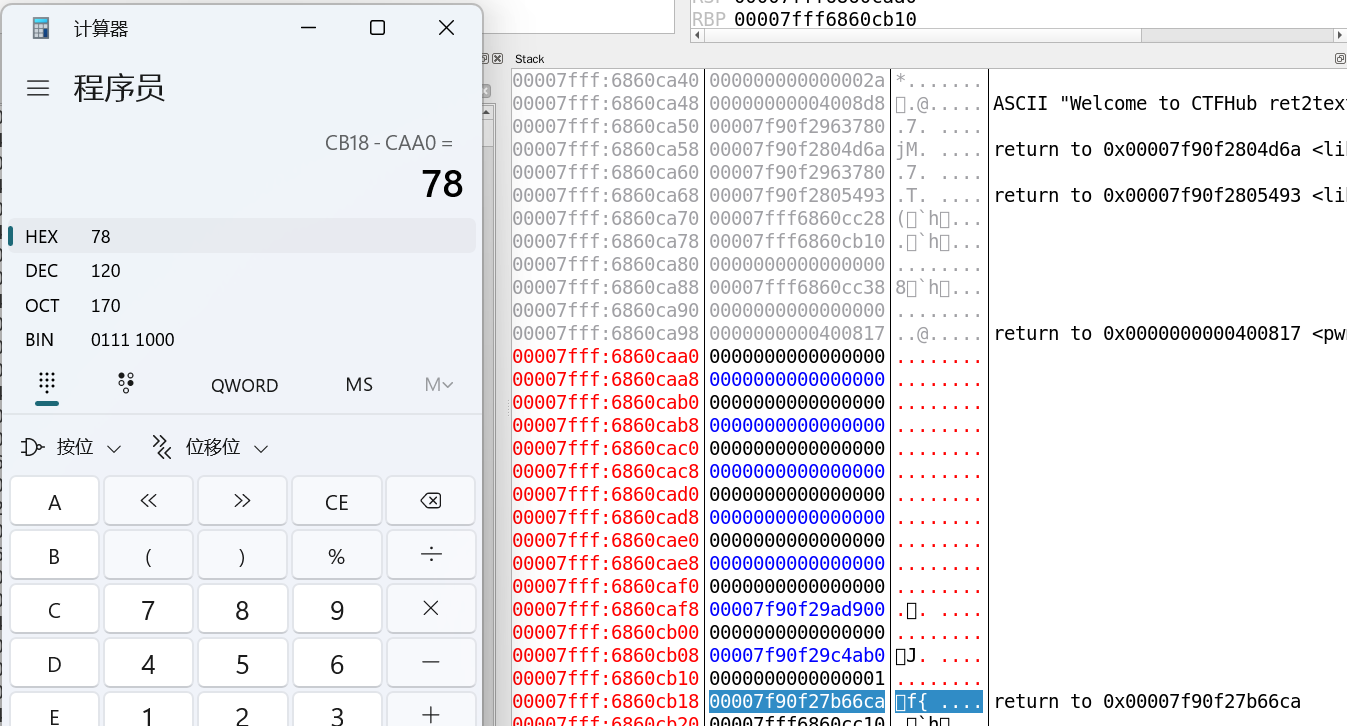 计算器
程序员
CB18 - CAA0 =
78
HEX 78
DEC 120
OCT 170
BIN 0111 1000
QWORD MS M
按位 位移位
A CE
B ( ) % ÷
C 7 8 9 ×
D 4 5 6 −
E 1 2 3 +
RBP 00007fff6860cb10
Stack
00007fff:6860ca40 000000000000002a *.......
00007fff:6860ca48 00000000004008d8 .@..... ASCII "Welcome to CTFHub ret2text
00007fff:6860ca50 00007f90f2963780 .7. ....
00007fff:6860ca58 00007f90f2804d6a jM. .... return to 0x00007f90f2804d6a <lib
00007fff:6860ca60 00007f90f2963780 .7. ....
00007fff:6860ca68 00007f90f2805493 .T. .... return to 0x00007f90f2805493 <lib
00007fff:6860ca70 00007fff6860cc28 (`h...
00007fff:6860ca78 00007fff6860cb10 .`h...
00007fff:6860ca80 0000000000000000 ........
00007fff:6860ca88 00007fff6860cc38 8`h...
00007fff:6860ca90 0000000000000000 ........
00007fff:6860ca98 0000000000400817 ..@..... return to 0x0000000000400817 <pwn
00007fff:6860caa0 0000000000000000 ........
00007fff:6860caa8 0000000000000000 ........
00007fff:6860cab0 0000000000000000 ........
00007fff:6860cab8 0000000000000000 ........
00007fff:6860cac0 0000000000000000 ........
00007fff:6860cac8 0000000000000000 ........
00007fff:6860cad0 0000000000000000 ........
00007fff:6860cad8 0000000000000000 ........
00007fff:6860cae0 0000000000000000 ........
00007fff:6860cae8 0000000000000000 ........
00007fff:6860caf0 0000000000000000 ........
00007fff:6860caf8 00007f90f29ad900 .. ....
00007fff:6860cb00 0000000000000000 ........
00007fff:6860cb08 00007f90f29c4ab0 J. ....
00007fff:6860cb10 0000000000000001 ........
00007fff:6860cb18 00007f90f27b66ca f{ .... return to 0x00007f90f27b66ca
00007fff:6860cb20 00007fff6860cc10 .`h...